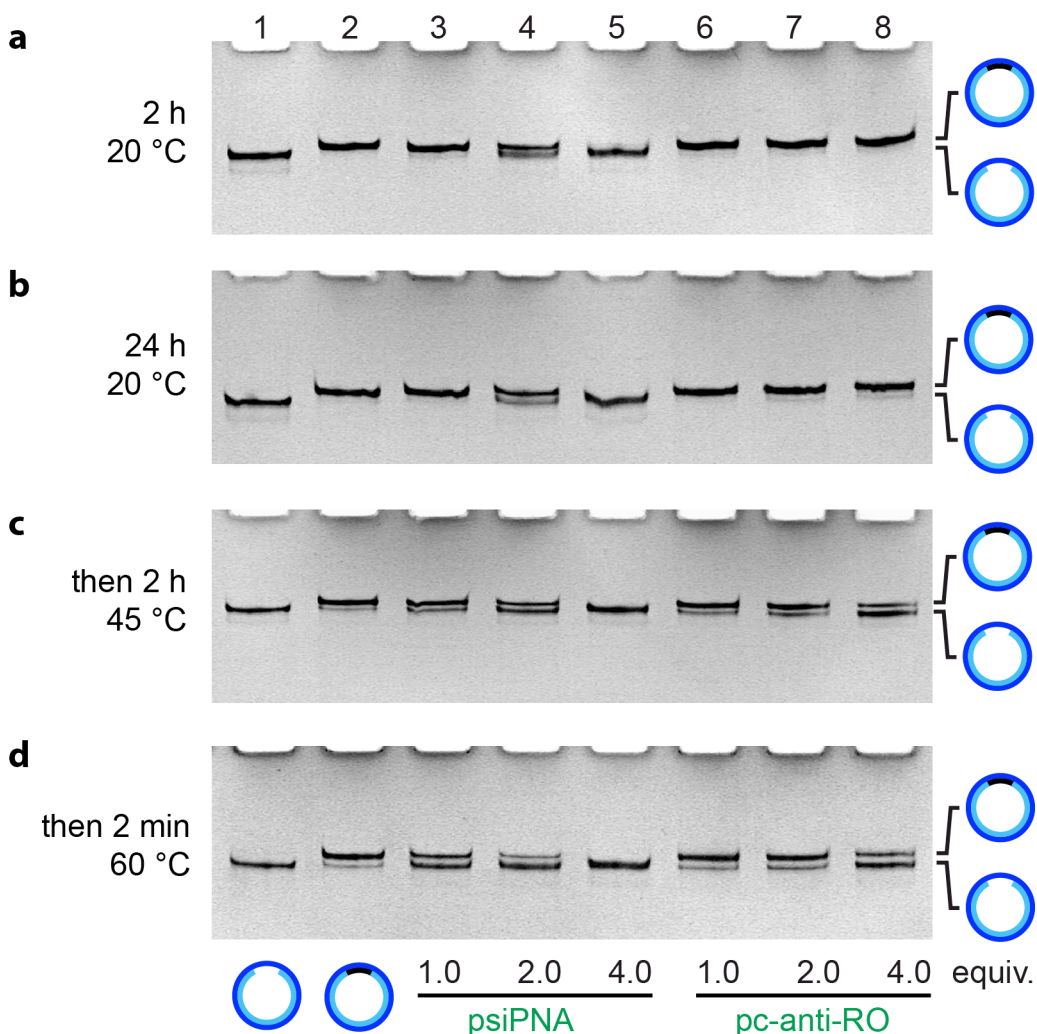 a
1 2 3 4 5 6 7 8
2 h
20 °C
b
24 h
20 °C
c
then 2 h
45 °C
d
then 2 min
60 °C
1.0 2.0 4.0 1.0 2.0 4.0 equiv.
psiPNA pc-anti-RO